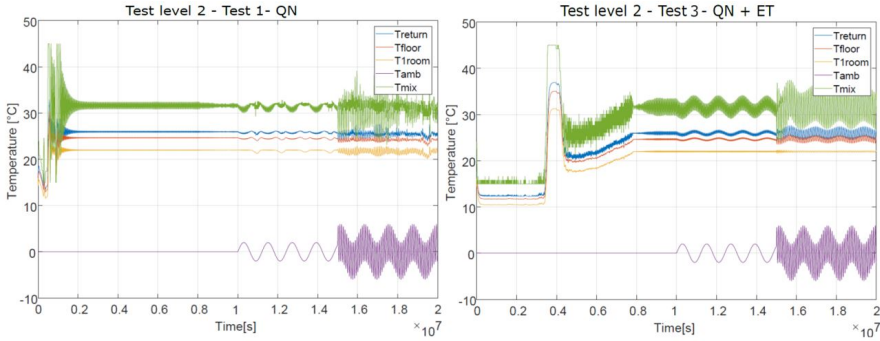 Test level 2 - Test 1- QN
Temperature [°C]
50
40
30
20
10
0
-10
Treturn
Tfloor
T1room
Tamb
Tmix
0 0.2 0.4 0.6 0.8 1 1.2 1.4 1.6 1.8 2
Time[s]
× 10^7
Test level 2 - Test 3- QN + ET
Temperature [°C]
50
40
30
20
10
0
-10
Treturn
Tfloor
T1room
Tamb
Tmix
0 0.2 0.4 0.6 0.8 1 1.2 1.4 1.6 1.8 2
Time[s]
× 10^7